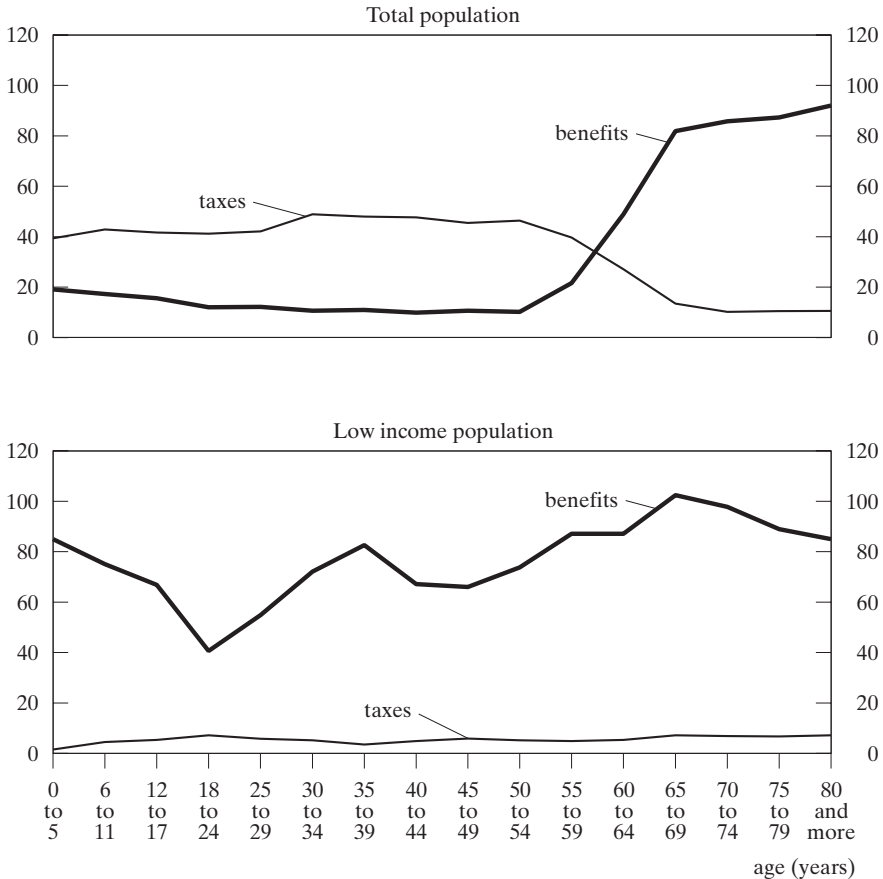 Total population
120 120
100 100
80 80
benefits
60 60
taxes
40 40
20 20
0 0
Low income population
120 120
100 100
benefits
80 80
60 60
40 40
20 20
taxes
0 0
0 6 12 18 25 30 35 40 45 50 55 60 65 70 75 80
to to to to to to to to to to to to to to to and
5 11 17 24 29 34 39 44 49 54 59 64 69 74 79 more
age (years)